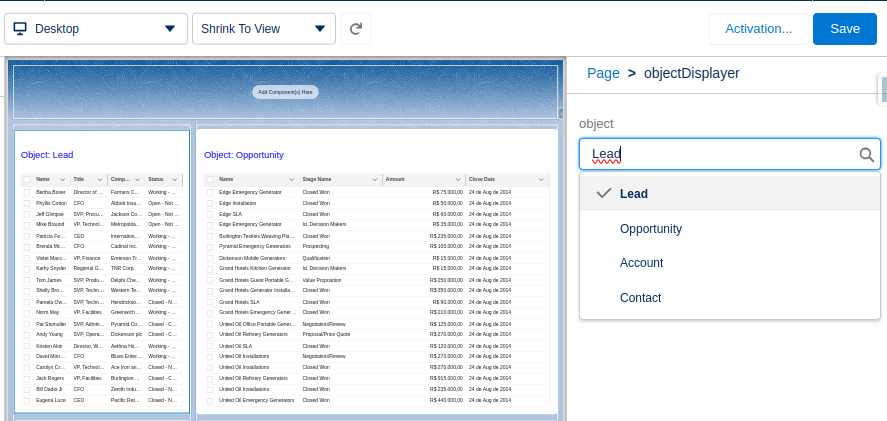 Desktop
Shrink To View
Activation...
Save
Add Component(s) Here
Page > objectDisplayer
object
Lead
Lead
Opportunity
Account
Contact
Object: Lead
Name Title Comp... Status
Bertha Boxer Director of ... Farmers C... Working - ...
Phyllis Cotton CFO Abbott Insu... Open - Not ...
Jeff Glimpse SVP, Procu... Jackson Co... Open - Not ...
Mike Braund VP, Technol... Metropolita... Open - Not ...
Patricia Fe... CEO Internation... Working - ...
Brenda Mc... CFO Cadinal Inc. Working - ...
Violet Macc... VP, Finance Emerson Tr... Working - ...
Kathy Snyder Regional G... TNR Corp. Working - ...
Tom James SVP, Produ... Delphi Che... Working - ...
Shelly Bro... SVP, Techn... Western Te... Working - ...
Pamela Ow... SVP, Techn... Hendrickso... Closed - N...
Norm May VP, Facilities Greenwich ... Working - ...
Pat Stumuller SVP, Admin... Pyramid Co... Closed - C...
Andy Young SVP, Opera... Dickenson plc Closed - C...
Kristen Akin Director, W... Aethna Ho... Working - ...
David Mon... CFO Blues Enter... Working - ...
Carolyn Cr... VP, Technol... Ace Iron an... Closed - N...
Jack Rogers VP, Facilities Burlington ... Closed - C...
Bill Dadio Jr CFO Zenith Indu... Closed - N...
Eugena Luce CEO Pacific Ret... Closed - N...
Object: Opportunity
Name Stage Name Amount Close Date
Edge Emergency Generator Closed Won R$ 75.000,00 24 de Aug de 2014
Edge Installation Closed Won R$ 50.000,00 24 de Aug de 2014
Edge SLA Closed Won R$ 60.000,00 24 de Aug de 2014
Edge Emergency Generator Id. Decision Makers R$ 35.000,00 24 de Aug de 2014
Burlington Textiles Weaving Pla... Closed Won R$ 235.000,00 24 de Aug de 2014
Pyramid Emergency Generators Prospecting R$ 100.000,00 24 de Aug de 2014
Dickenson Mobile Generators Qualification R$ 15.000,00 24 de Aug de 2014
Grand Hotels Kitchen Generator Id. Decision Makers R$ 15.000,00 24 de Aug de 2014
Grand Hotels Guest Portable G... Value Proposition R$ 250.000,00 24 de Aug de 2014
Grand Hotels Generator Installa... Closed Won R$ 350.000,00 24 de Aug de 2014
Grand Hotels SLA Closed Won R$ 90.000,00 24 de Aug de 2014
Grand Hotels Emergency Gener... Closed Won R$ 210.000,00 24 de Aug de 2014
United Oil Office Portable Gener... Negotiation/Review R$ 125.000,00 24 de Aug de 2014
United Oil Refinery Generators Proposal/Price Quote R$ 270.000,00 24 de Aug de 2014
United Oil SLA Closed Won R$ 120.000,00 24 de Aug de 2014
United Oil Installations Negotiation/Review R$ 270.000,00 24 de Aug de 2014
United Oil Installations Closed Won R$ 270.000,00 24 de Aug de 2014
United Oil Refinery Generators Closed Won R$ 915.000,00 24 de Aug de 2014
United Oil Installations Closed Won R$ 235.000,00 24 de Aug de 2014
United Oil Emergency Generators Closed Won R$ 440.000,00 24 de Aug de 2014